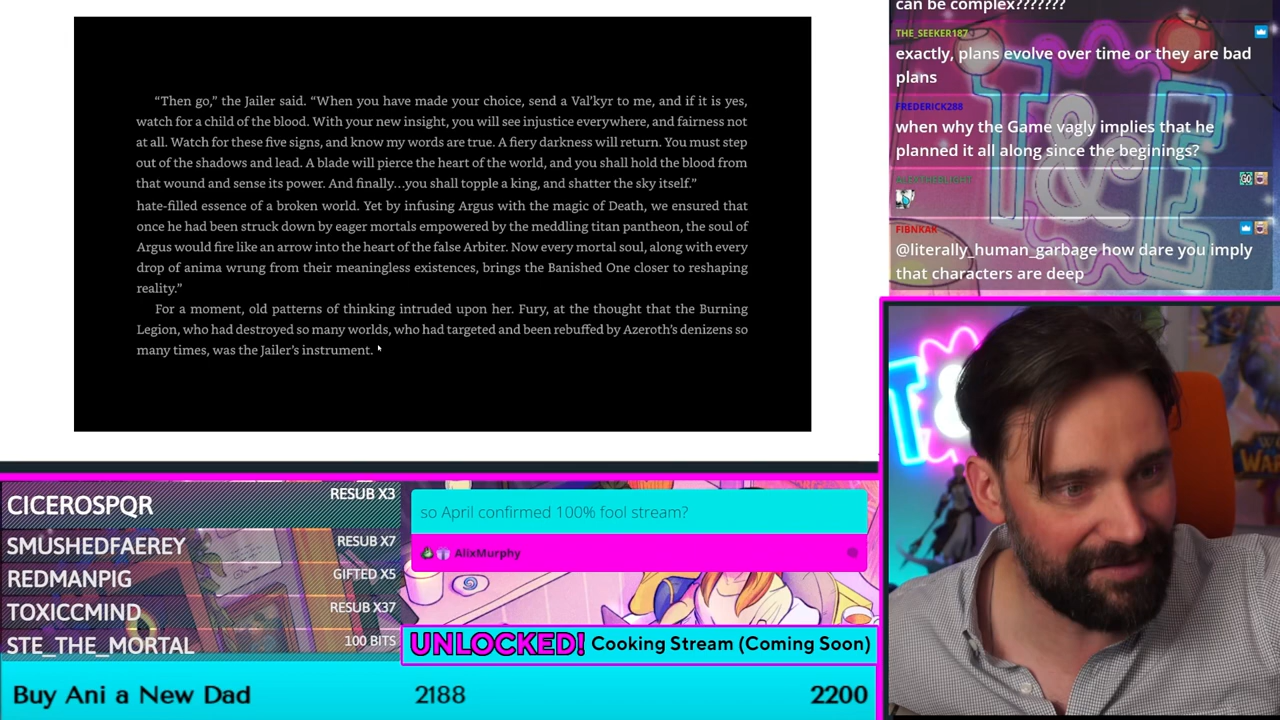 “Then go,” the Jailer said. “When you have made your choice, send a Val’kyr to me, and if it is yes,
watch for a child of the blood. With your new insight, you will see injustice everywhere, and fairness not
at all. Watch for these five signs, and know my words are true. A fiery darkness will return. You must step
out of the shadows and lead. A blade will pierce the heart of the world, and you shall hold the blood from
that wound and sense its power. And finally…you shall topple a king, and shatter the sky itself.”
hate-filled essence of a broken world. Yet by infusing Argus with the magic of Death, we ensured that
once he had been struck down by eager mortals empowered by the meddling titan pantheon, the soul of
Argus would fire like an arrow into the heart of the false Arbiter. Now every mortal soul, along with every
drop of anima wrung from their meaningless existences, brings the Banished One closer to reshaping
reality.”
For a moment, old patterns of thinking intruded upon her. Fury, at the thought that the Burning
Legion, who had destroyed so many worlds, who had targeted and been rebuffed by Azeroth’s denizens so
many times, was the Jailer’s instrument.
can be complex???????
THE_SEEKER187
exactly, plans evolve over time or they are bad
plans
FREDERICK288
when why the Game vagly implies that he
planned it all along since the beginings?
FIBNKAR
@literally_human_garbage how dare you imply
that characters are deep
T&E
CICEROSPQR RESUB X3
SMUSHEDFAEREY RESUB X7
REDMANPIG GIFTED X5
TOXICCMIND RESUB X37
STE_THE_MORTAL 100 BITS
so April confirmed 100% fool stream?
AlixMurphy
UNLOCKED! Cooking Stream (Coming Soon)
Buy Ani a New Dad 2188 2200